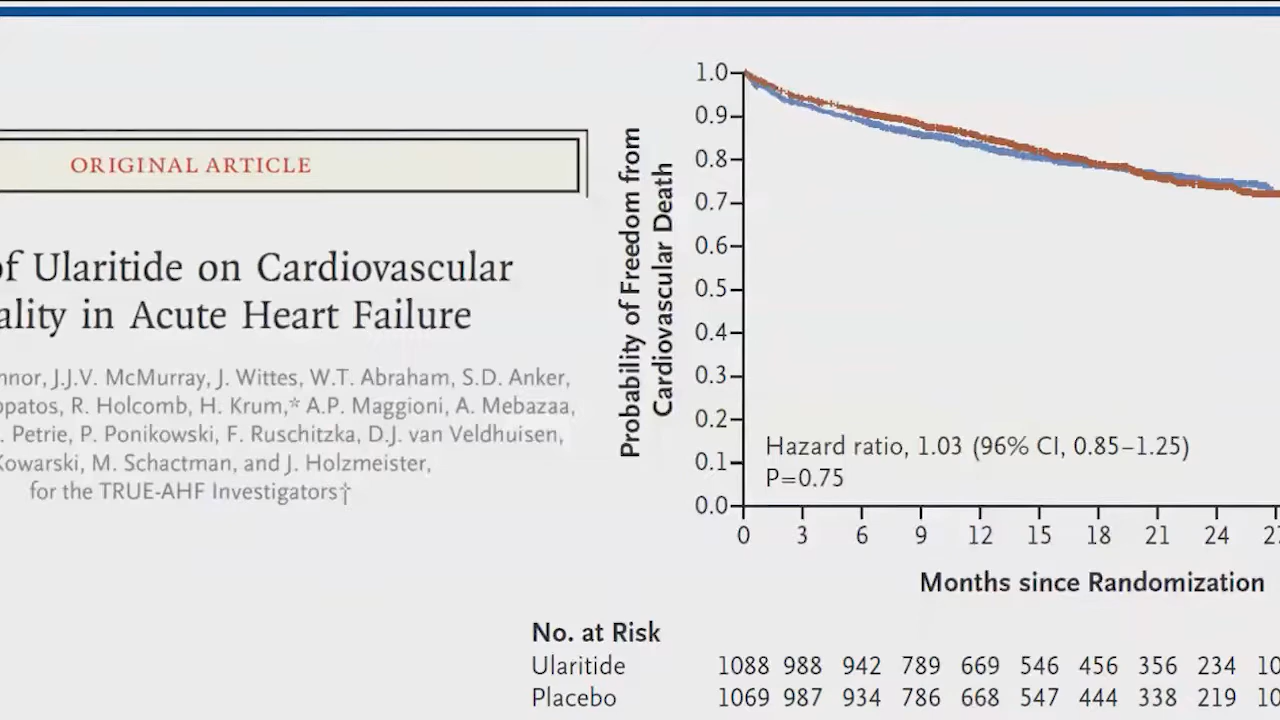 ORIGINAL ARTICLE
of Ularitide on Cardiovascular
ality in Acute Heart Failure
nnor, J.J.V. McMurray, J. Wittes, W.T. Abraham, S.D. Anker,
opatos, R. Holcomb, H. Krum,* A.P. Maggioni, A. Mebazaa,
. Petrie, P. Ponikowski, F. Ruschitzka, D.J. van Veldhuisen,
Kowarski, M. Schactman, and J. Holzmeister,
for the TRUE-AHF Investigators†
Probability of Freedom from
Cardiovascular Death
1.0
0.9
0.8
0.7
0.6
0.5
0.4
0.3
0.2
0.1
0.0
Hazard ratio, 1.03 (96% CI, 0.85–1.25)
P=0.75
0 3 6 9 12 15 18 21 24
Months since Randomization
No. at Risk
Ularitide 1088 988 942 789 669 546 456 356 234 10
Placebo 1069 987 934 786 668 547 444 338 219 10